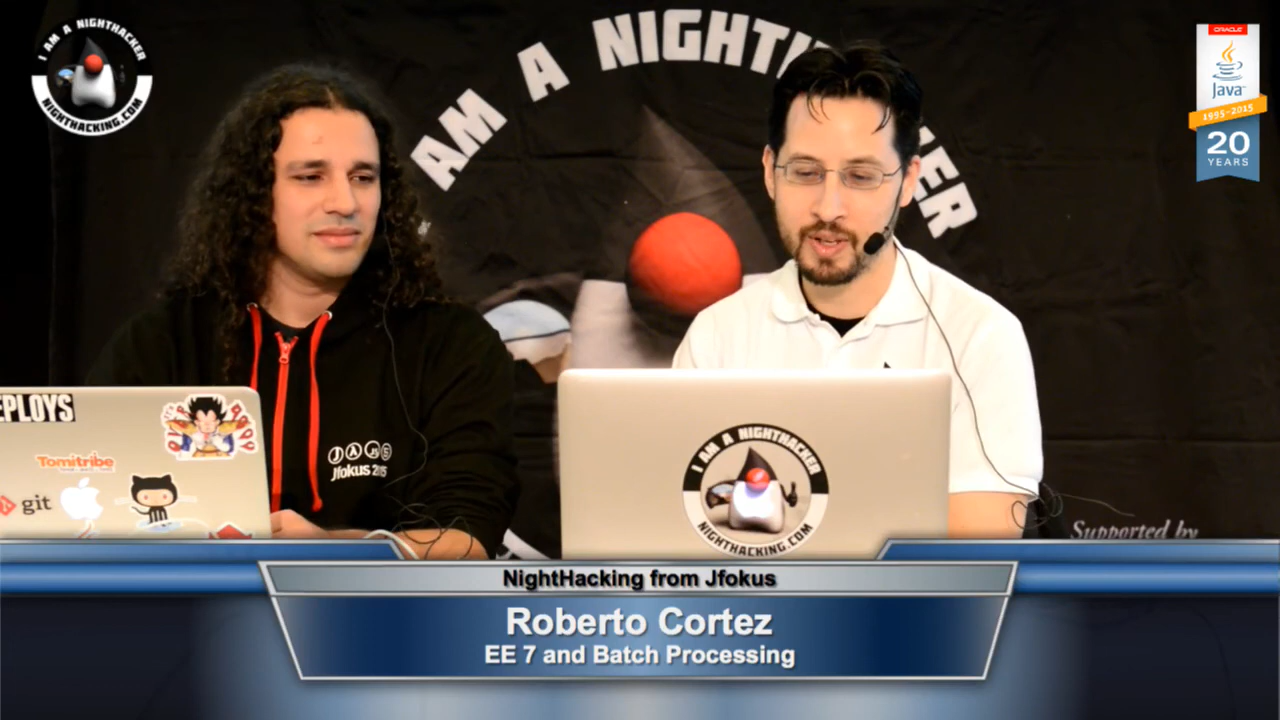 I AM A NIGHTHACKER
NIGHTHACKING.COM
AM A NIGHTH
ER
ORACLE
Java
1995-2015
20
YEARS
EPLOYS
Tomitribe
git
JAVA
Jfokus 2015
I AM A NIGHTHACKER
NIGHTHACKING.COM
Supported by
NightHacking from Jfokus
Roberto Cortez
EE 7 and Batch Processing